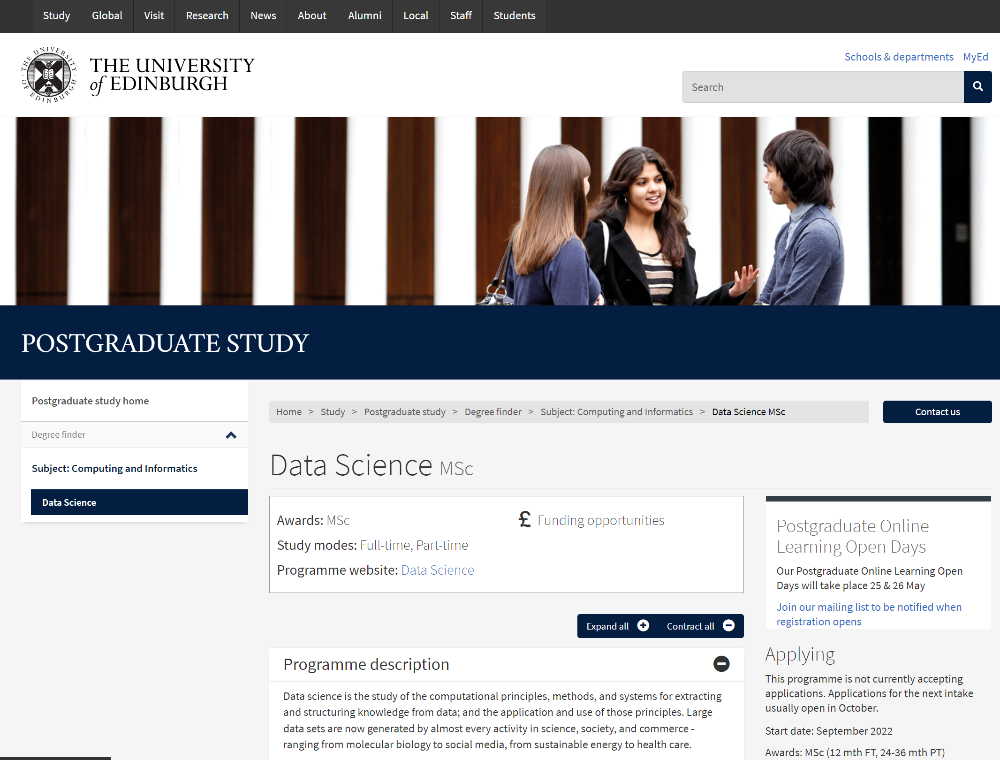 Study Global Visit Research News About Alumni Local Staff Students
THE UNIVERSITY
of EDINBURGH
Schools & departments MyEd
Search
POSTGRADUATE STUDY
Postgraduate study home
Degree finder
Subject: Computing and Informatics
Data Science
Home > Study > Postgraduate study > Degree finder > Subject: Computing and Informatics > Data Science MSc
Contact us
Data Science MSc
Awards: MSc
£ Funding opportunities
Study modes: Full-time, Part-time
Programme website: Data Science
Expand all
Contract all
Programme description
Data science is the study of the computational principles, methods, and systems for extracting
and structuring knowledge from data; and the application and use of those principles. Large
data sets are now generated by almost every activity in science, society, and commerce -
ranging from molecular biology to social media, from sustainable energy to health care.
Postgraduate Online
Learning Open Days
Our Postgraduate Online Learning Open
Days will take place 25 & 26 May
Join our mailing list to be notified when
registration opens
Applying
This programme is not currently accepting
applications. Applications for the next intake
usually open in October.
Start date: September 2022
Awards: MSc (12 mth FT, 24-36 mth PT)